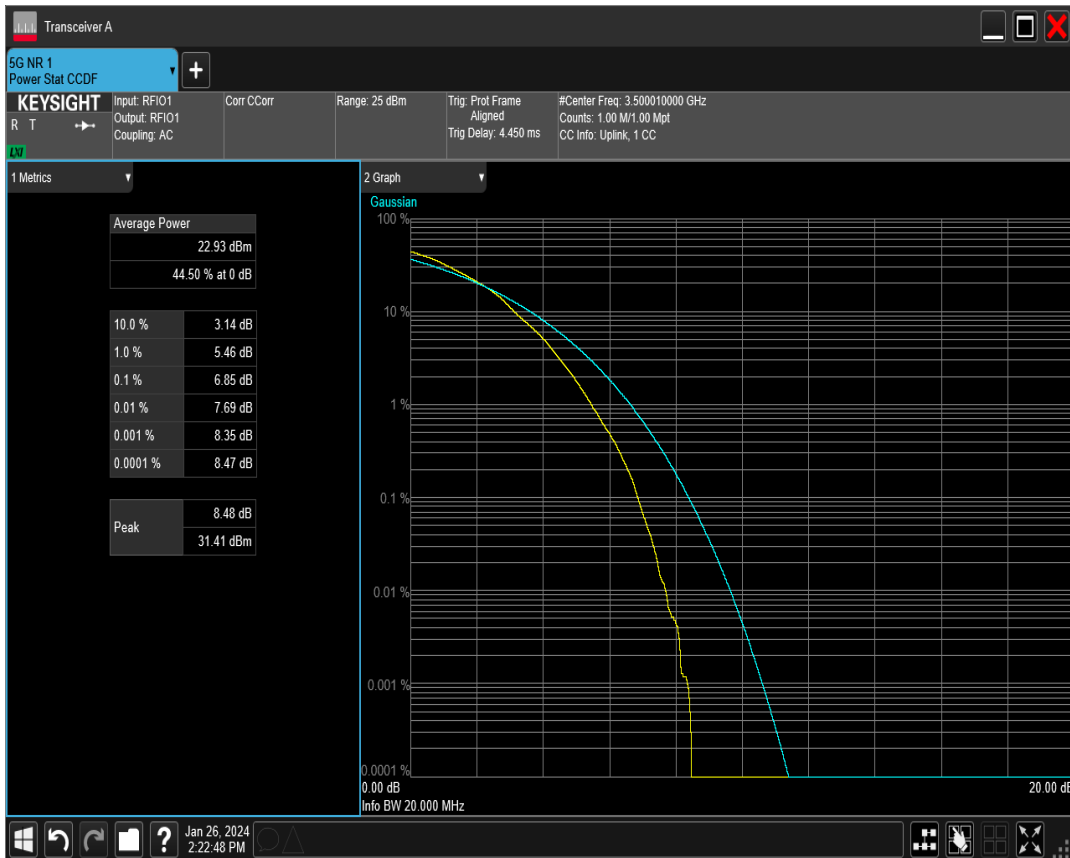 Transceiver A
5G NR 1
Power Stat CCDF
+
KEYSIGHT
R T
LXI
Input: RFIO1
Output: RFIO1
Coupling: AC
Corr CCorr
Range: 25 dBm
Trig: Prot Frame
Aligned
Trig Delay: 4.450 ms
#Center Freq: 3.500010000 GHz
Counts: 1.00 M/1.00 Mpt
CC Info: Uplink, 1 CC
1 Metrics
Average Power
22.93 dBm
44.50 % at 0 dB
10.0 % 3.14 dB
1.0 % 5.46 dB
0.1 % 6.85 dB
0.01 % 7.69 dB
0.001 % 8.35 dB
0.0001 % 8.47 dB
Peak
8.48 dB
31.41 dBm
2 Graph
Gaussian
100 %
10 %
1 %
0.1 %
0.01 %
0.001 %
0.0001 %
0.00 dB 20.00 dB
Info BW 20.000 MHz
?
Jan 26, 2024
2:22:48 PM